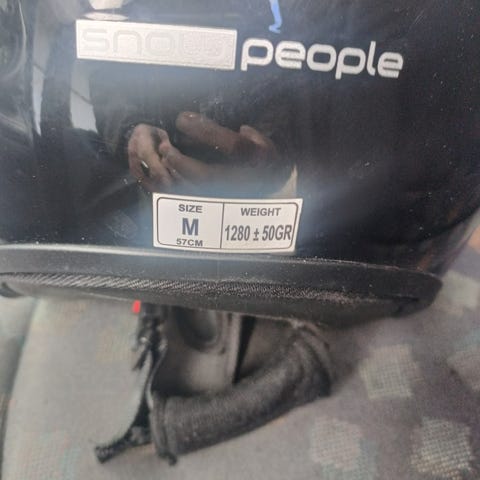 snow people
SIZE
M
57CM
WEIGHT
1280 ± 50GR